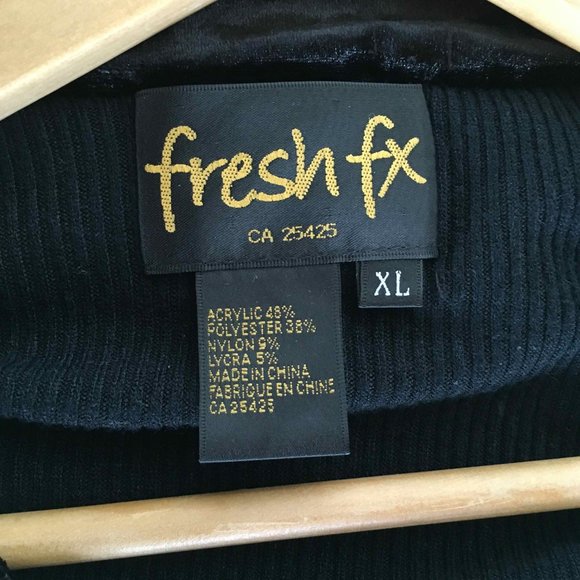 fresh fx
CA 25425
XL
ACRYLIC 48%
POLYESTER 38%
NYLON 9%
LYCRA 5%
MADE IN CHINA
FABRIQUE EN CHINE
CA 25425